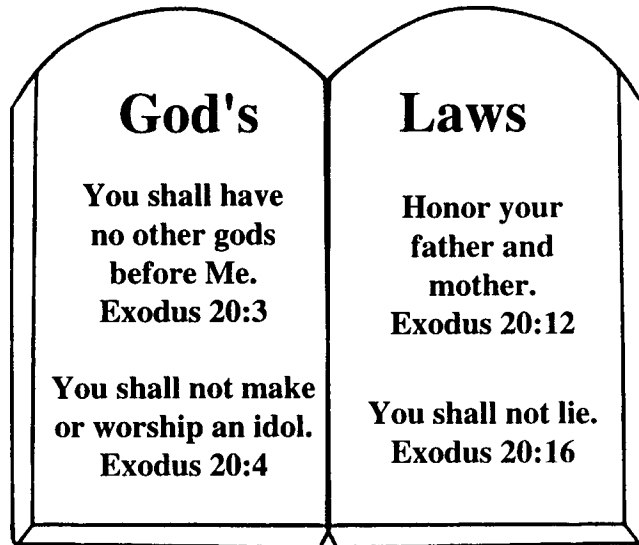 God's
You shall have
no other gods
before Me.
Exodus 20:3
You shall not make
or worship an idol.
Exodus 20:4
Laws
Honor your
father and
mother.
Exodus 20:12
You shall not lie.
Exodus 20:16